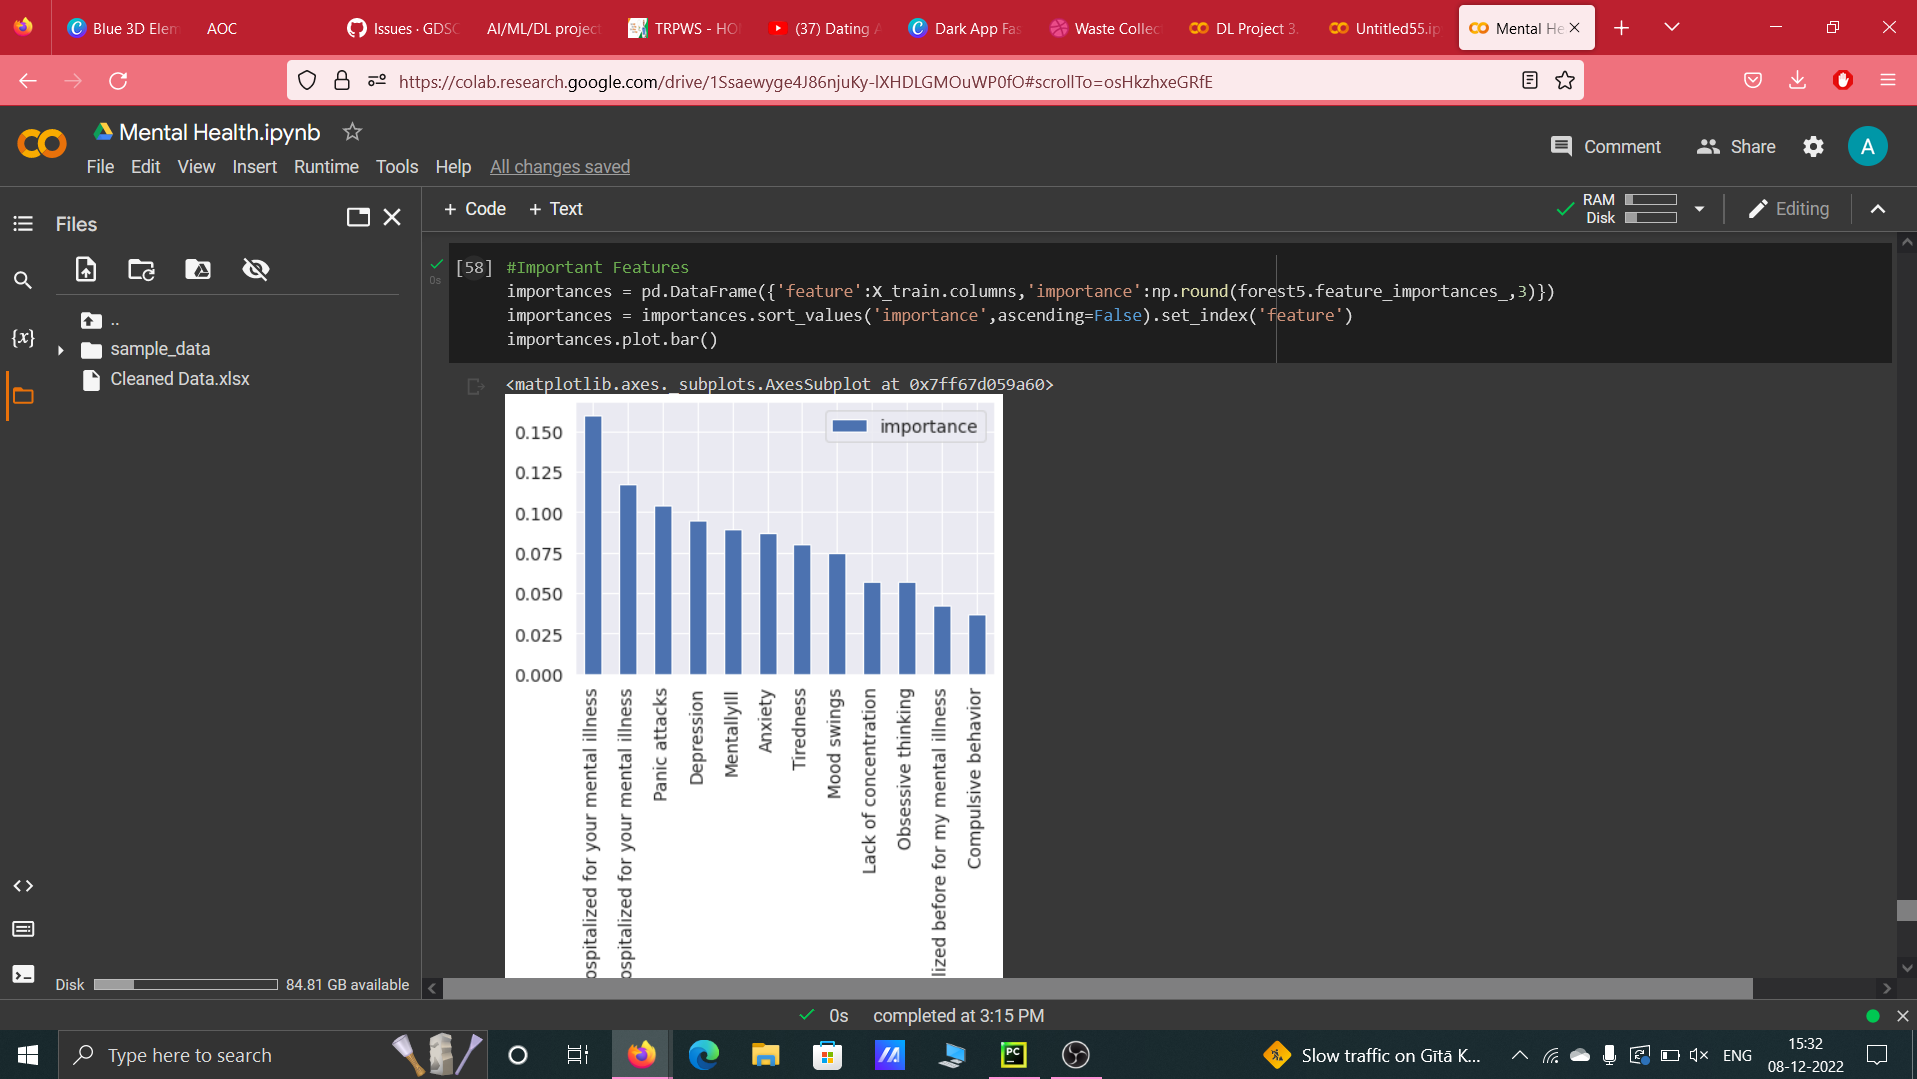 Blue 3D Elem
AOC
Issues · GDSC
AI/ML/DL project
TRPWS - HO
(37) Dating A
Dark App Fas
Waste Collec
DL Project 3.
Untitled55.ip
Mental He
https://colab.research.google.com/drive/1Ssaewyge4J86njuKy-lXHDLGMOuWP0fO#scrollTo=osHkzhxeGRfE
Mental Health.ipynb
File Edit View Insert Runtime Tools Help All changes saved
Comment Share A
Files
+ Code + Text
RAM
Disk
Editing
..
sample_data
Cleaned Data.xlsx
{x}
0s
[58] #Important Features
importances = pd.DataFrame({'feature':X_train.columns,'importance':np.round(forest5.feature_importances_,3)})
importances = importances.sort_values('importance',ascending=False).set_index('feature')
importances.plot.bar()
<matplotlib.axes._subplots.AxesSubplot at 0x7ff67d059a60>
importance
0.150
0.125
0.100
0.075
0.050
0.025
0.000
ospitalized for your mental illness
ospitalized for your mental illness
Panic attacks
Depression
MentallyIll
Anxiety
Tiredness
Mood swings
Lack of concentration
Obsessive thinking
lized before for my mental illness
Compulsive behavior
Disk 84.81 GB available
0s completed at 3:15 PM
Type here to search
PC
Slow traffic on Gītā K...
ENG
15:32
08-12-2022